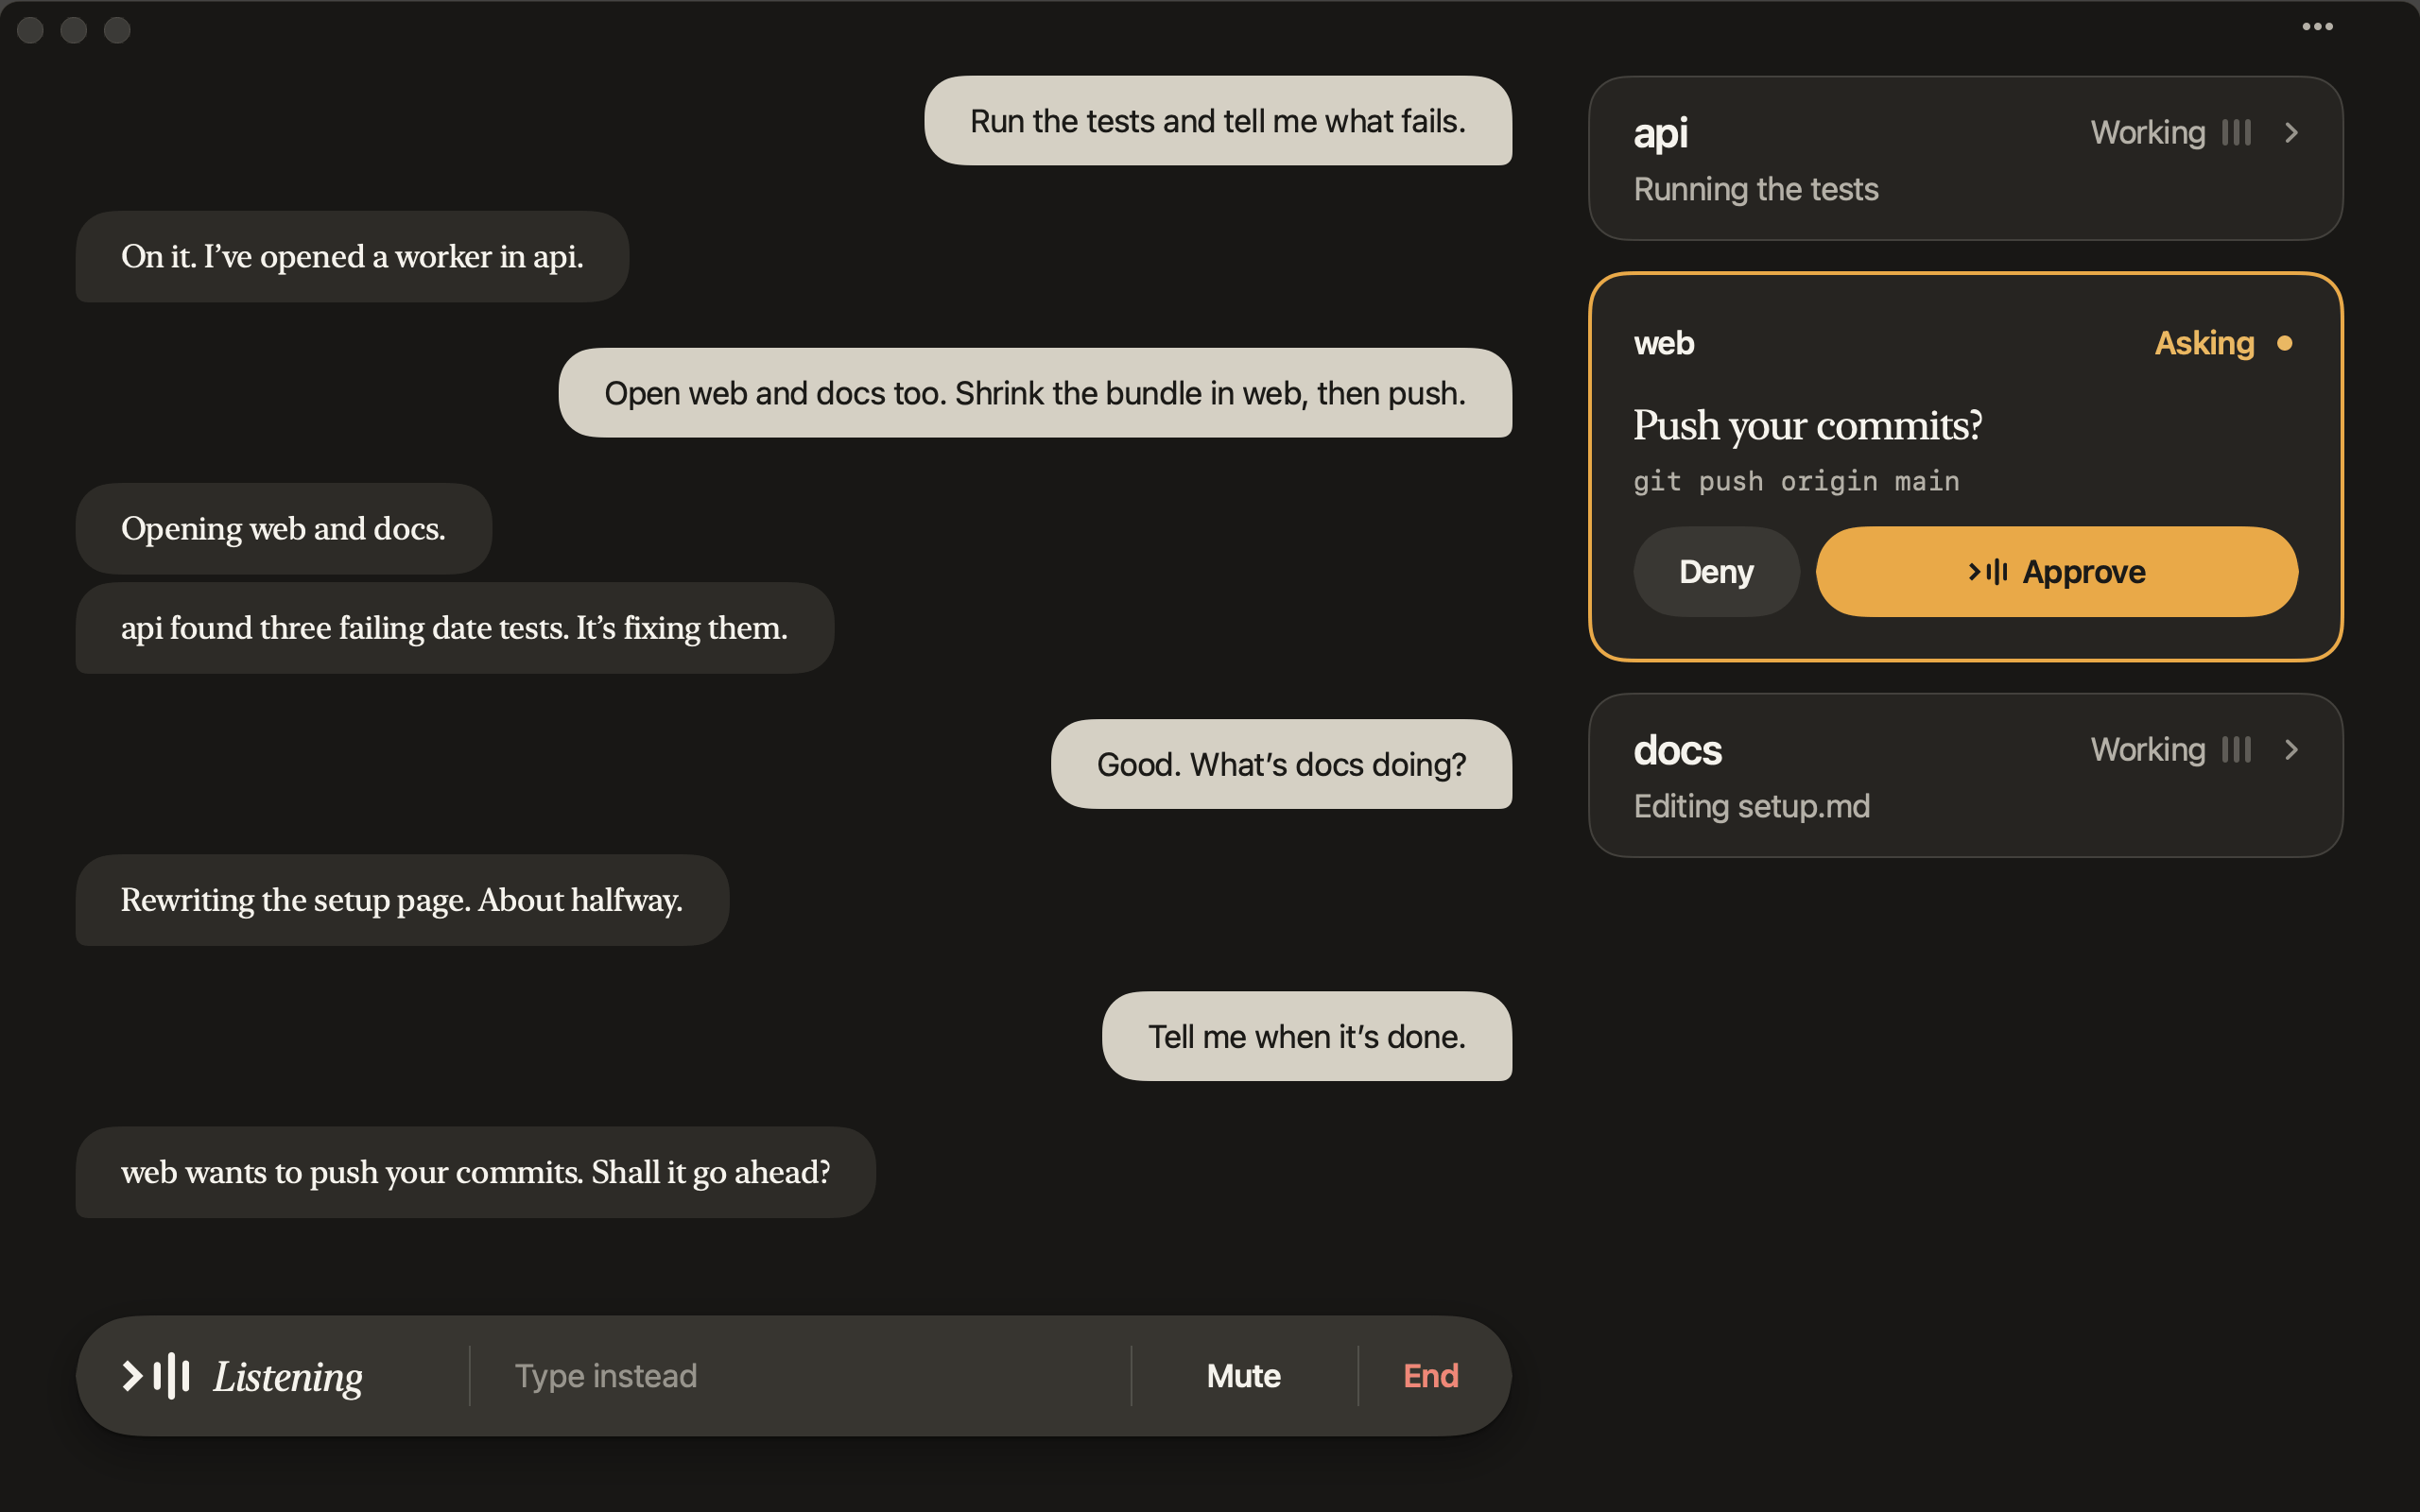 Run the tests and tell me what fails.
On it. I’ve opened a worker in api.
Open web and docs too. Shrink the bundle in web, then push.
Opening web and docs.
api found three failing date tests. It’s fixing them.
Good. What’s docs doing?
Rewriting the setup page. About halfway.
Tell me when it’s done.
web wants to push your commits. Shall it go ahead?
Listening
Type instead
Mute
End
api
Working
Running the tests
web
Asking
Push your commits?
git push origin main
Deny
Approve
docs
Working
Editing setup.md